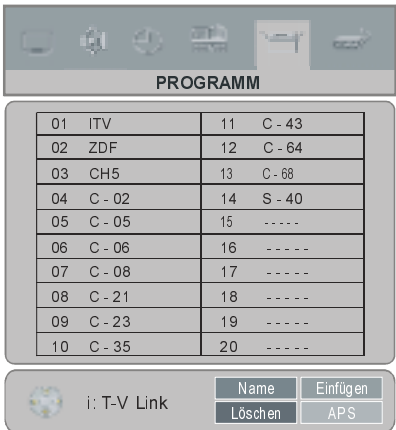 PROGRAMM
01 ITV 11 C - 43
02 ZDF 12 C - 64
03 CH5 13 C - 68
04 C - 02 14 S - 40
05 C - 05 15 - - - - -
06 C - 06 16 - - - - -
07 C - 08 17 - - - - -
08 C - 21 18 - - - - -
09 C - 23 19 - - - - -
10 C - 35 20 - - - - -
i: T-V Link
Name Einfügen
Löschen APS